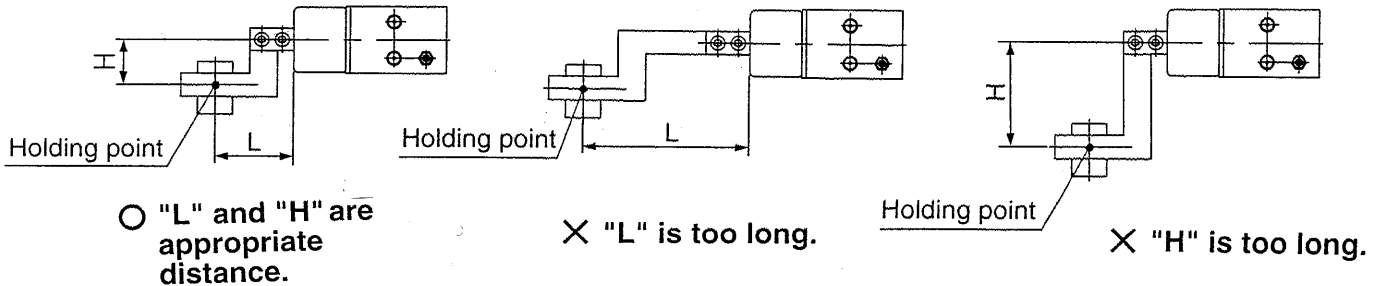 H
Holding point
L
○ "L" and "H" are
appropriate
distance.
Holding point
L
× "L" is too long.
H
Holding point
× "H" is too long.